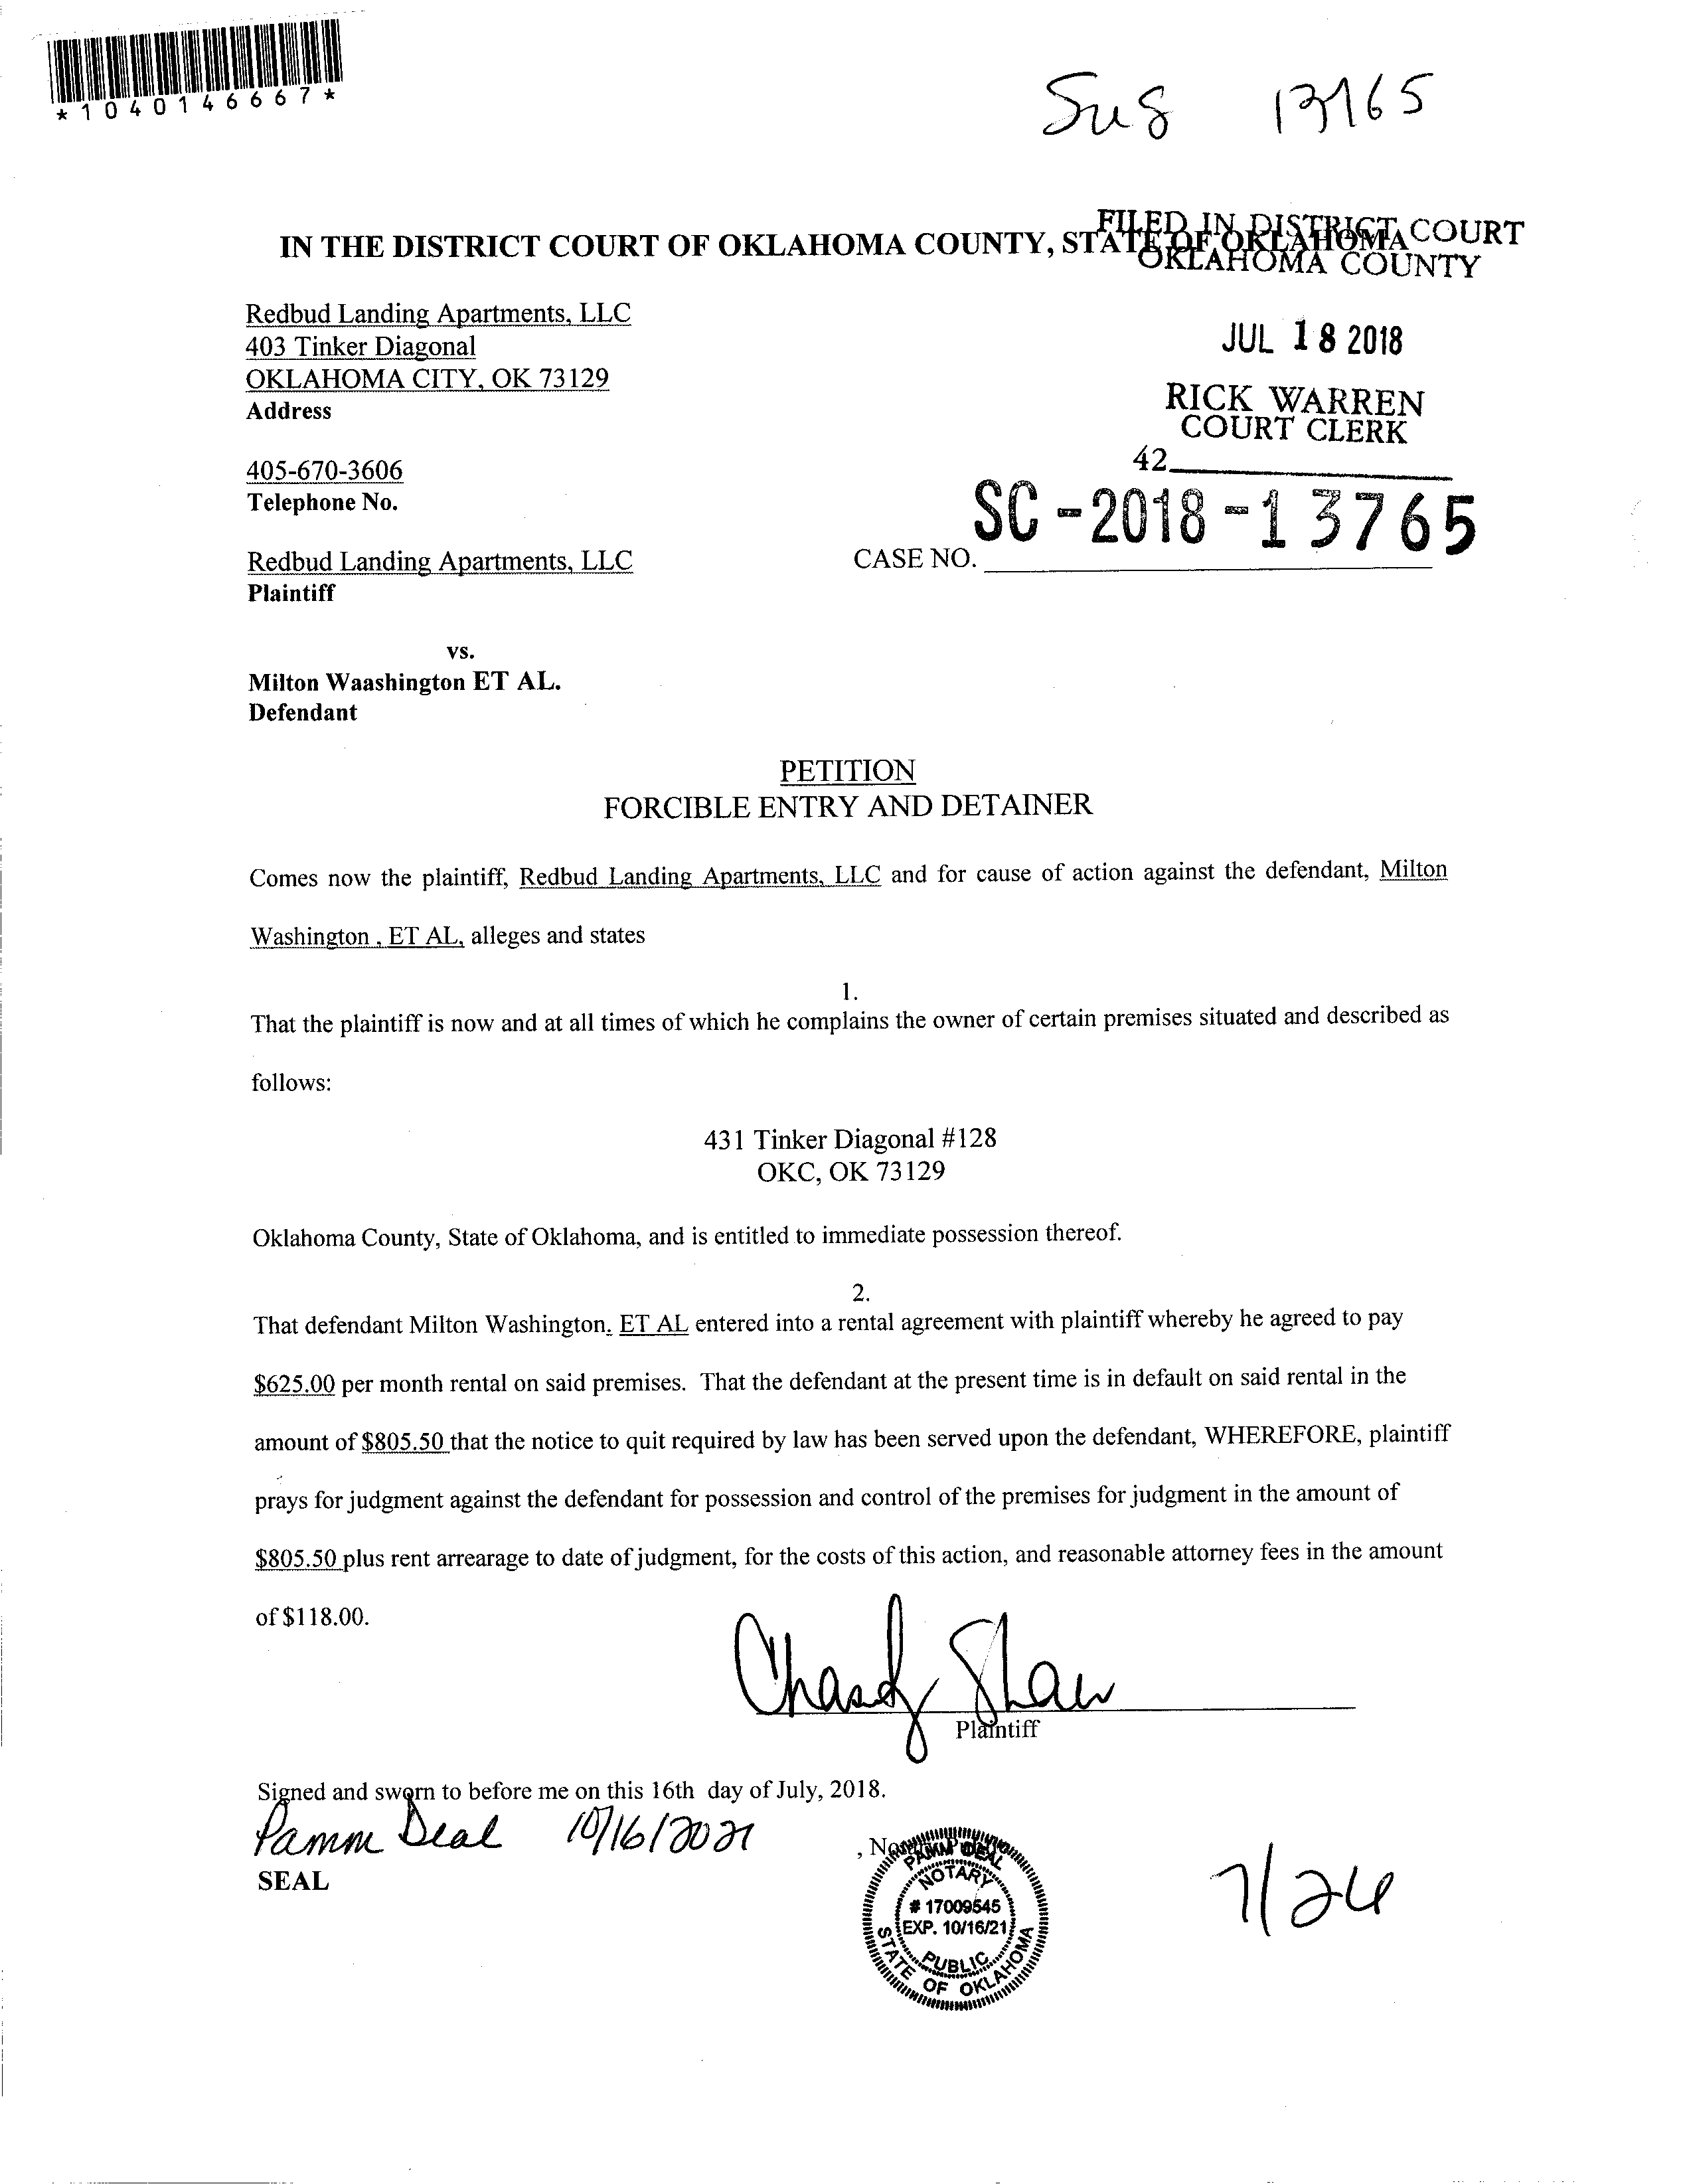 *1040146667*
Su8 13765
IN THE DISTRICT COURT OF OKLAHOMA COUNTY, STATE OF OKLAHOMA
FILED IN DISTRICT COURT
OKLAHOMA COUNTY
Redbud Landing Apartments, LLC
403 Tinker Diagonal
OKLAHOMA CITY, OK 73129
Address
JUL 18 2018
RICK WARREN
COURT CLERK
42
405-670-3606
Telephone No.
SC-2018-13765
CASE NO.
Redbud Landing Apartments, LLC
Plaintiff
vs.
Milton Waashington ET AL.
Defendant
PETITION
FORCIBLE ENTRY AND DETAINER
Comes now the plaintiff, Redbud Landing Apartments, LLC and for cause of action against the defendant, Milton
Washington , ET AL, alleges and states
1.
That the plaintiff is now and at all times of which he complains the owner of certain premises situated and described as
follows:
431 Tinker Diagonal #128
OKC, OK 73129
Oklahoma County, State of Oklahoma, and is entitled to immediate possession thereof.
2.
That defendant Milton Washington. ET AL entered into a rental agreement with plaintiff whereby he agreed to pay
$625.00 per month rental on said premises. That the defendant at the present time is in default on said rental in the
amount of $805.50 that the notice to quit required by law has been served upon the defendant, WHEREFORE, plaintiff
prays for judgment against the defendant for possession and control of the premises for judgment in the amount of
$805.50 plus rent arrearage to date of judgment, for the costs of this action, and reasonable attorney fees in the amount
of $118.00.
Chandy Shaw
Plaintiff
Signed and sworn to before me on this 16th day of July, 2018.
Pamm Deal 10/16/2021
, Notary Public
SEAL
PAMM DEAL
NOTARY
# 17009545
EXP. 10/16/21
PUBLIC
STATE OF OKLAHOMA
7/26